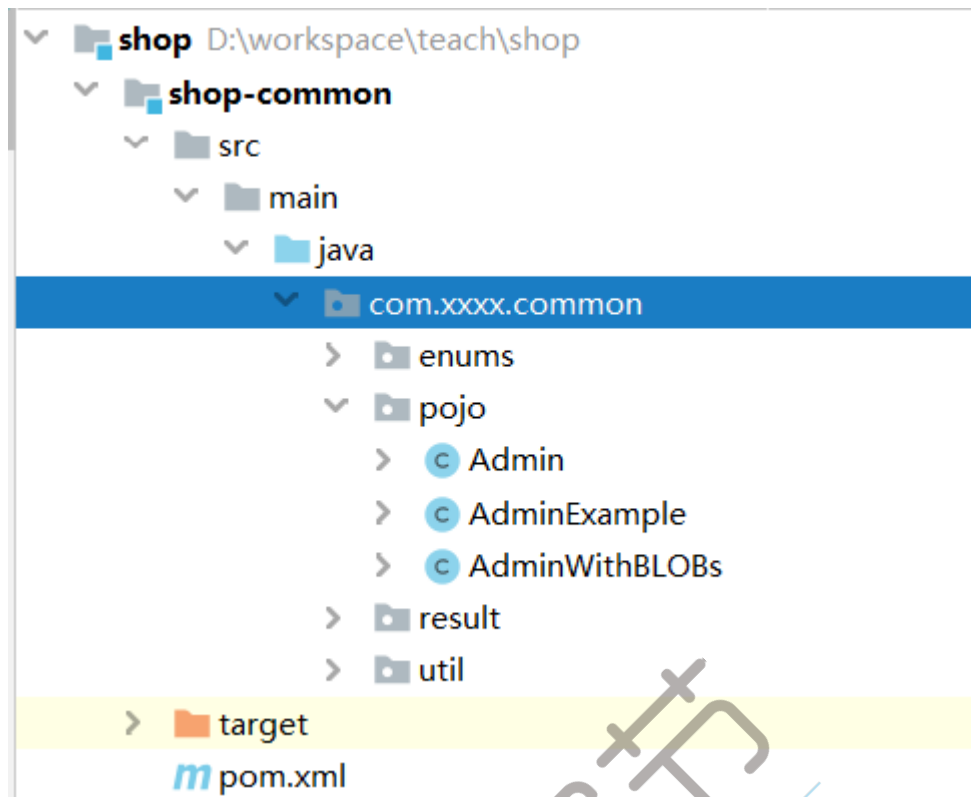 shop D:\workspace\teach\shop
shop-common
src
main
java
com.xxxx.common
enums
pojo
Admin
AdminExample
AdminWithBLOBs
result
util
target
pom.xml
节